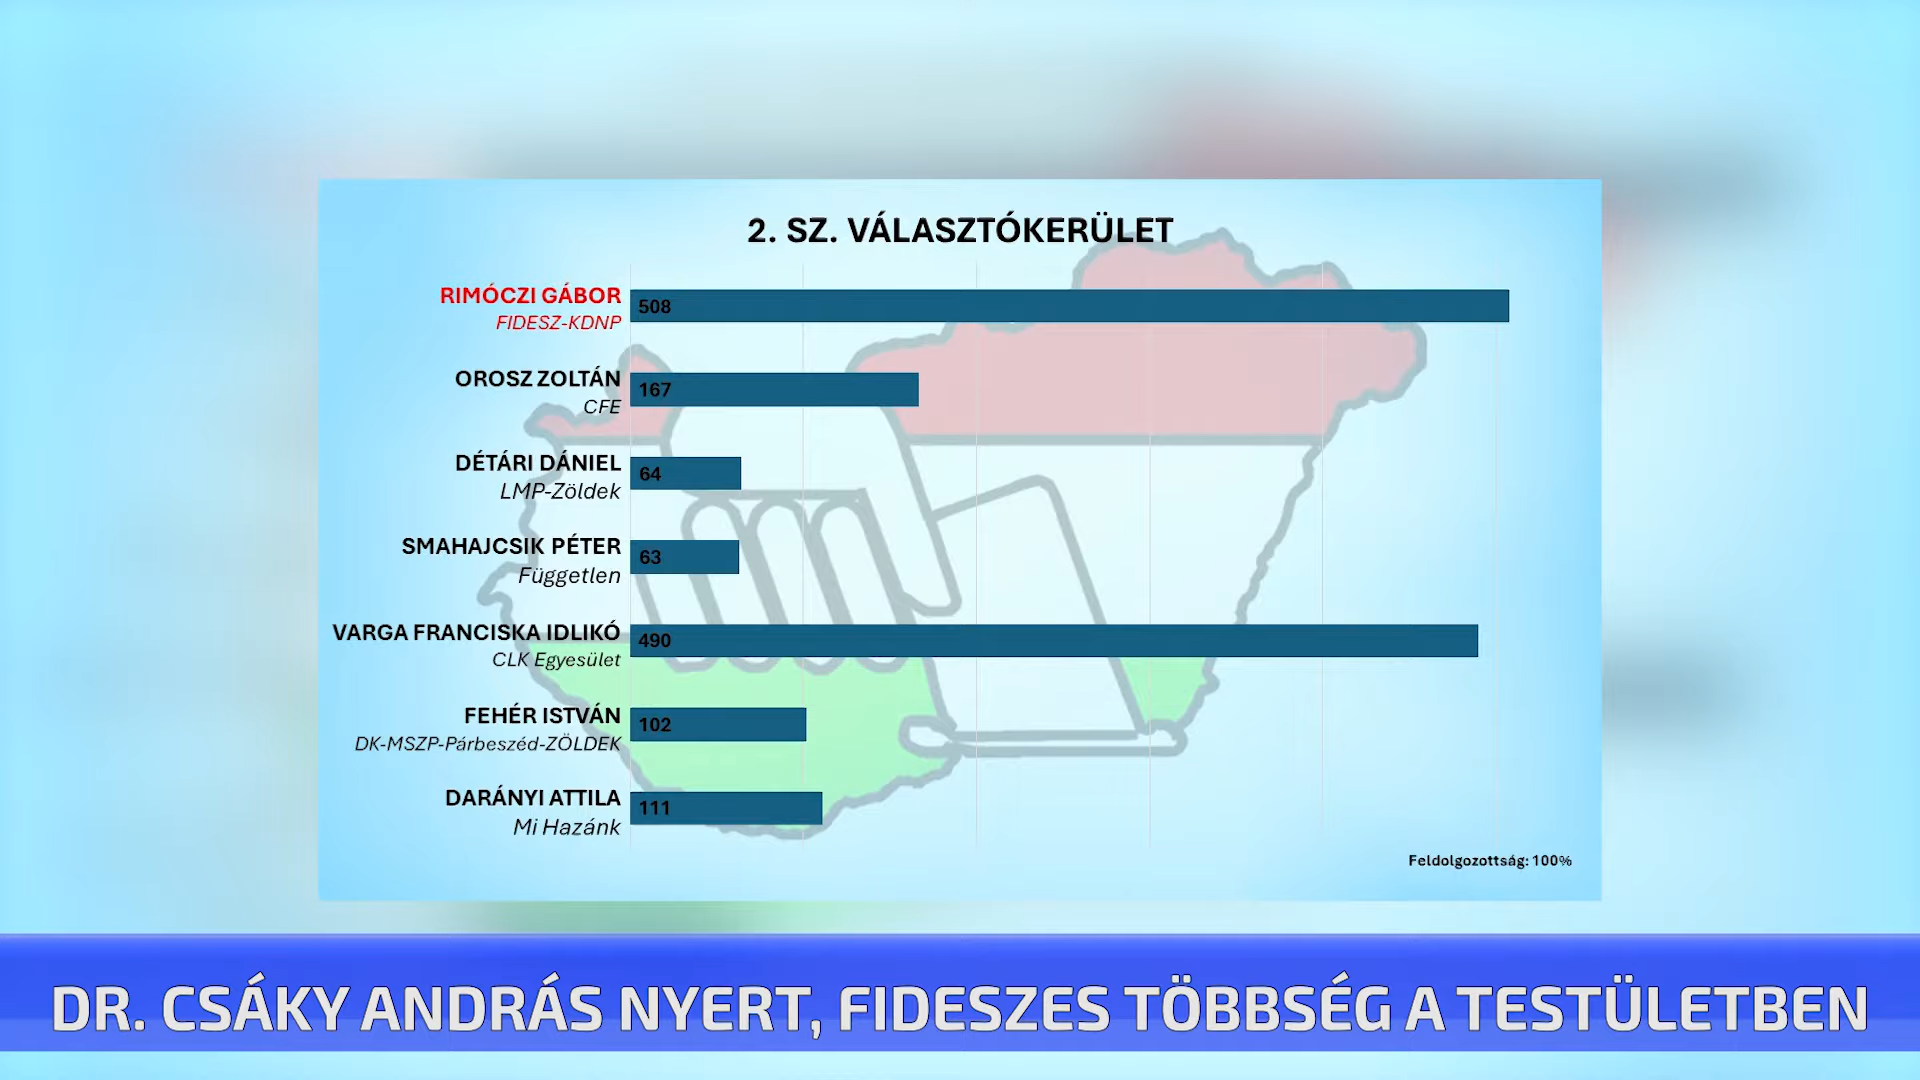 2. SZ. VÁLASZTÓKERÜLET
RIMÓCZI GÁBOR
FIDESZ-KDNP
508
OROSZ ZOLTÁN
CFE
167
DÉTÁRI DÁNIEL
LMP-Zöldek
64
SMAHAJCSIK PÉTER
Független
63
VARGA FRANCISKA IDLIKÓ
CLK Egyesület
490
FEHÉR ISTVÁN
DK-MSZP-Párbeszéd-ZÖLDEK
102
DARÁNYI ATTILA
Mi Hazánk
111
Feldolgozottság: 100%
DR. CSÁKY ANDRÁS NYERT, FIDESZES TÖBBSÉG A TESTÜLETBEN